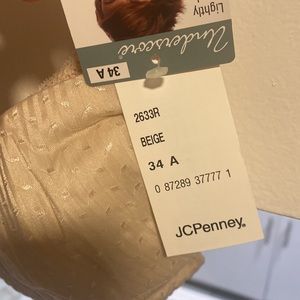 Lightly
Underscore®
34 A
2633R
BEIGE
34 A
0 87289 37777 1
JCPenney®